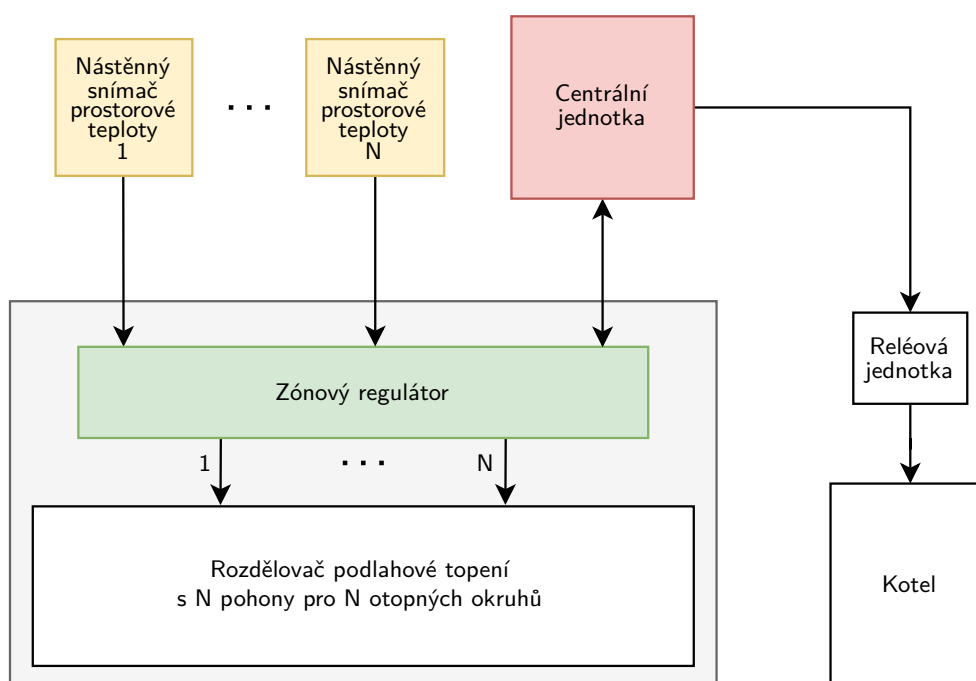 Nástěnný
snímač
prostorové
teploty
1
. . .
Nástěnný
snímač
prostorové
teploty
N
Centrální
jednotka
Reléová
jednotka
Zónový regulátor
1
. . .
N
Rozdělovač podlahové topení
s N pohony pro N otopných okruhů
Kotel